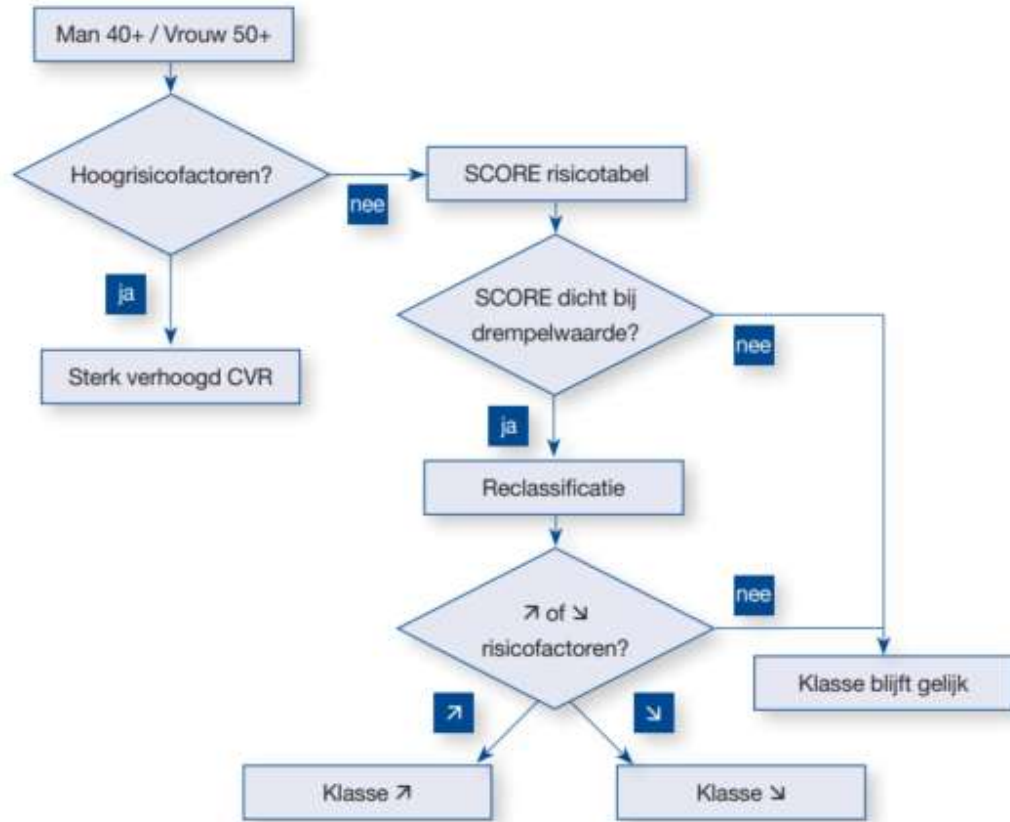 Man 40+ / Vrouw 50+
Hoogrisicofactoren?
nee
SCORE risicotabel
ja
SCORE dicht bij
drempelwaarde?
nee
Sterk verhoogd CVR
ja
Reclassificatie
nee
↗ of ↘
risicofactoren?
Klasse blijft gelijk
↗
↘
Klasse ↗
Klasse ↘